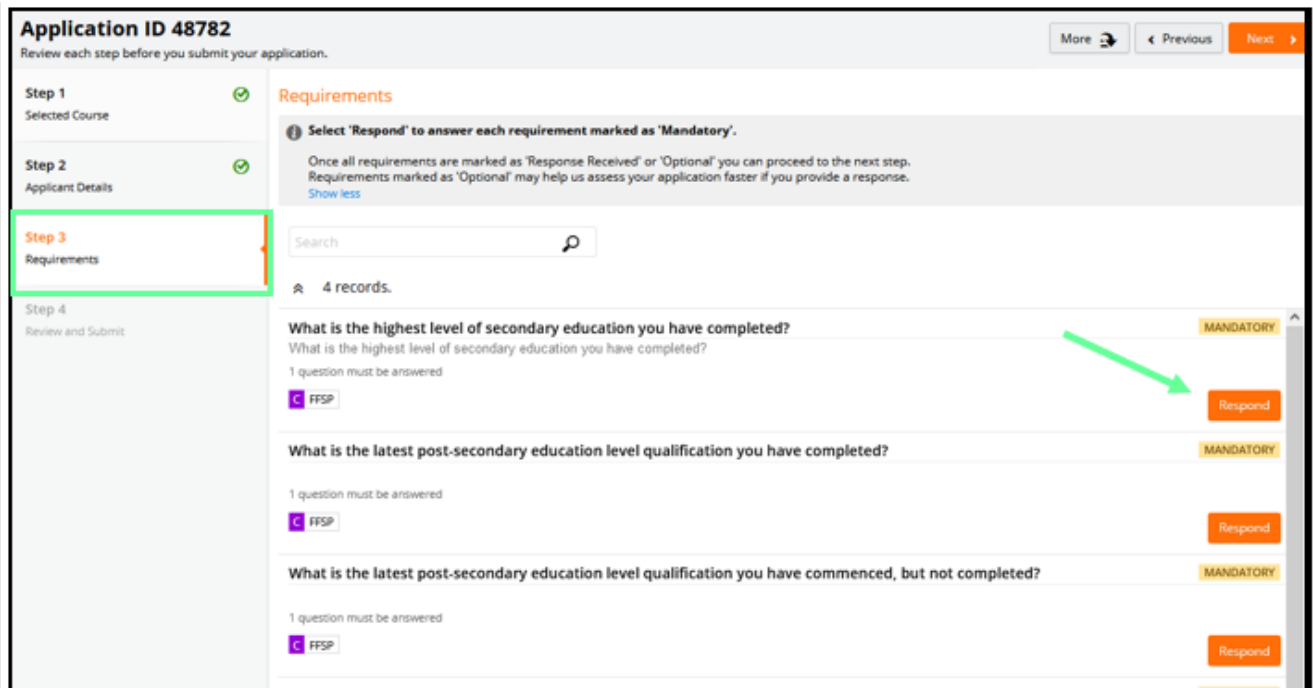 Application ID 48782
Review each step before you submit your application.
More
Previous
Next
Step 1
Selected Course
Step 2
Applicant Details
Step 3
Requirements
Step 4
Review and Submit
Requirements
Select 'Respond' to answer each requirement marked as 'Mandatory'.
Once all requirements are marked as 'Response Received' or 'Optional' you can proceed to the next step.
Requirements marked as 'Optional' may help us assess your application faster if you provide a response.
Show less
Search
4 records.
What is the highest level of secondary education you have completed?
MANDATORY
What is the highest level of secondary education you have completed?
1 question must be answered
C FFSP
Respond
What is the latest post-secondary education level qualification you have completed?
MANDATORY
1 question must be answered
C FFSP
Respond
What is the latest post-secondary education level qualification you have commenced, but not completed?
MANDATORY
1 question must be answered
C FFSP
Respond